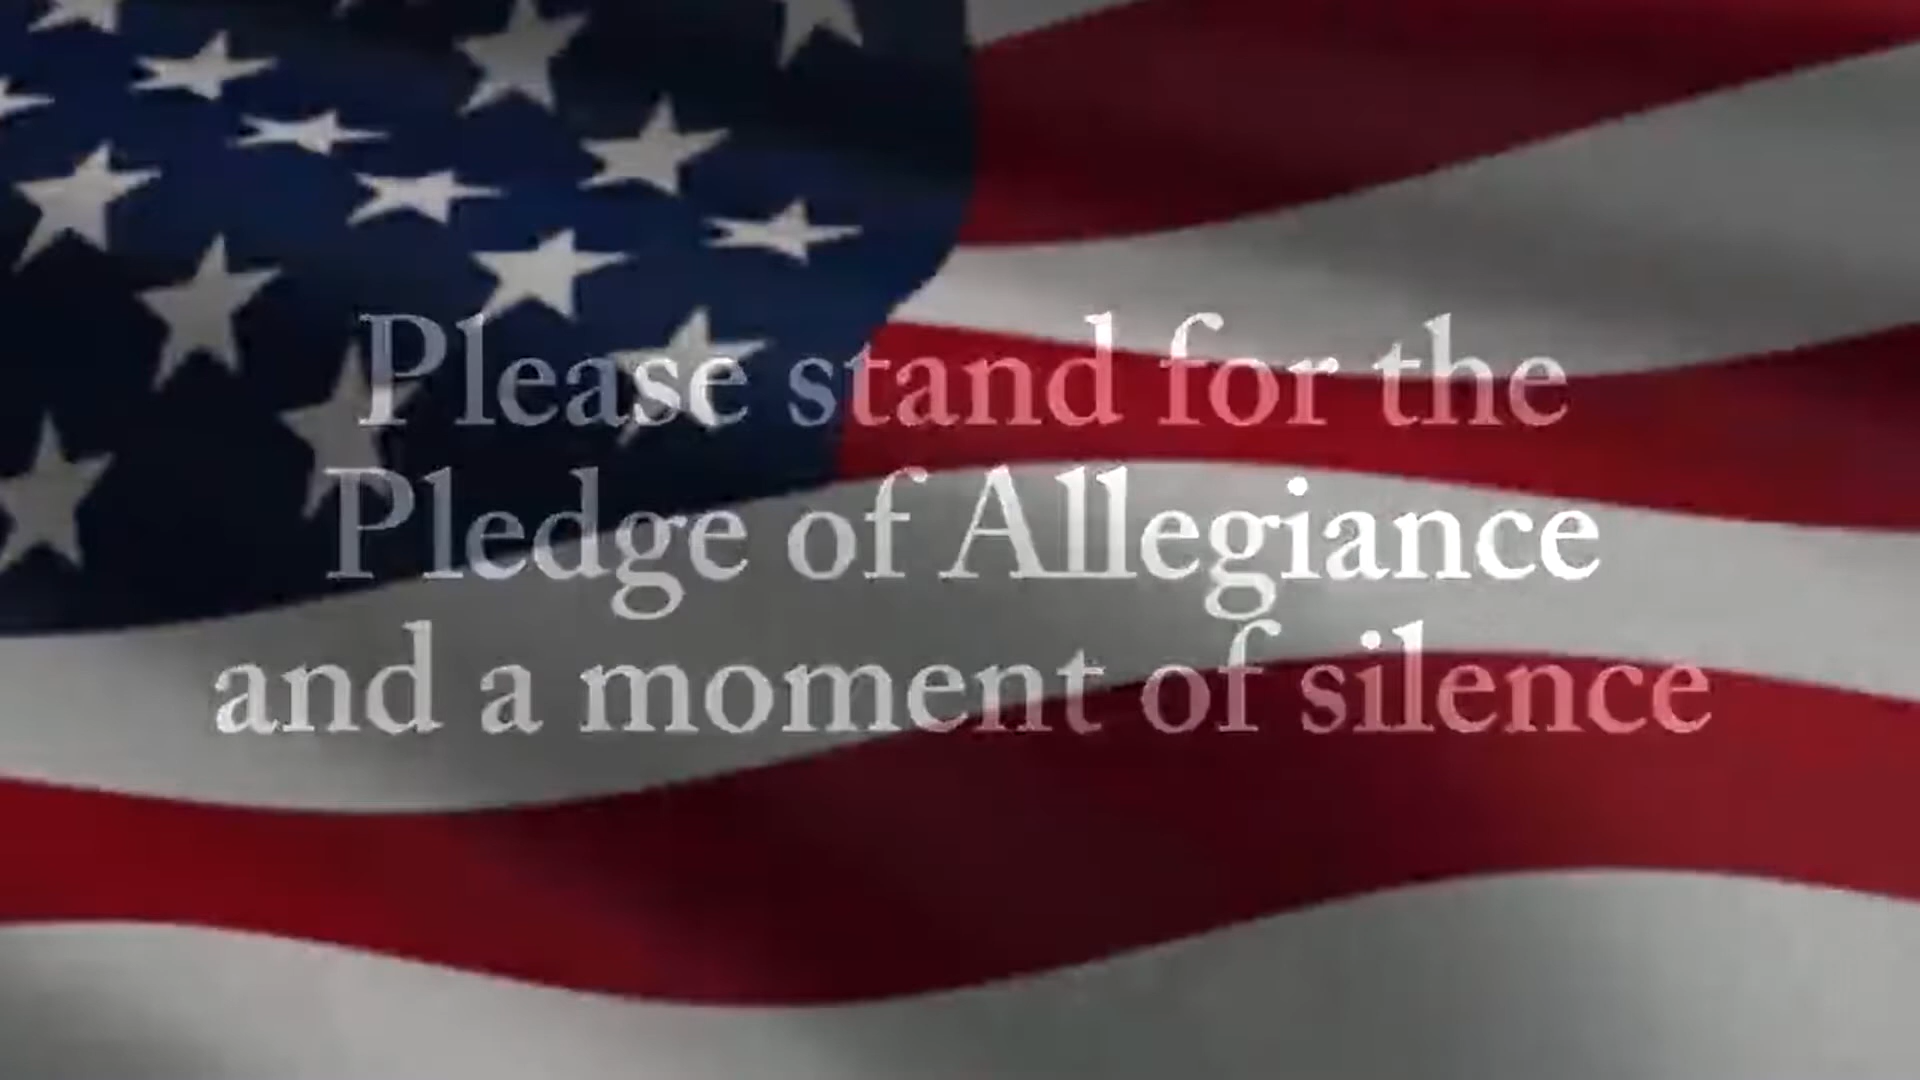 Please stand for the
Pledge of Allegiance
and a moment of silence